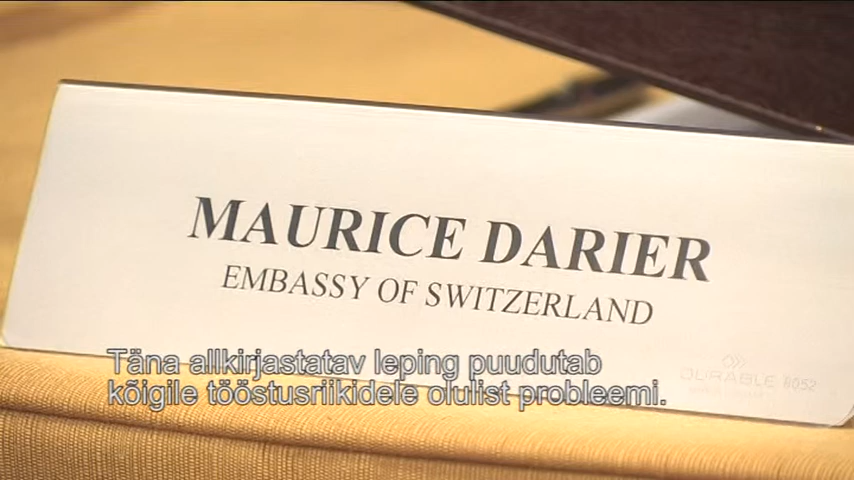 MAURICE DARIER
EMBASSY OF SWITZERLAND
DURABLE 8052
Täna allkirjastatav leping puudutab
kõigile tööstusriikidele olulist probleemi.